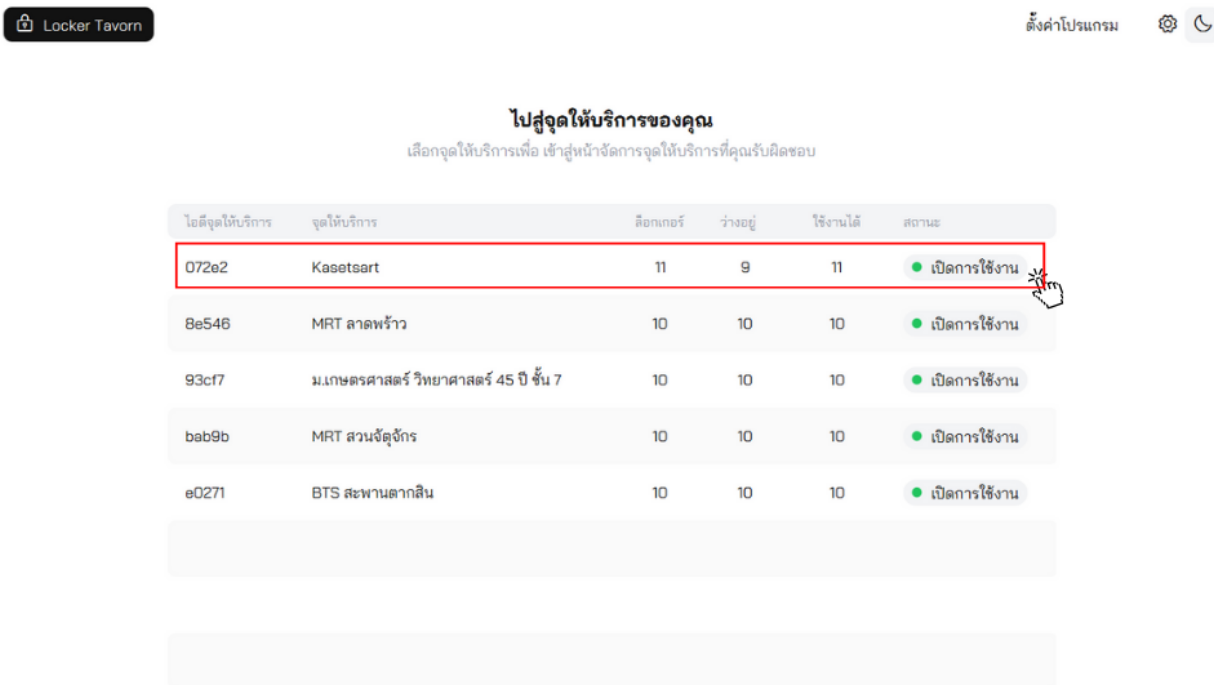 Locker Tavorn ตั้งค่าโปรแกรม
ไปสู่จุดให้บริการของคุณ
เลือกจุดให้บริการเพื่อ เข้าสู่หน้าจัดการจุดให้บริการที่คุณรับผิดชอบ
ไอดีจุดให้บริการ จุดให้บริการ ล็อกเกอร์ ว่างอยู่ ใช้งานได้ สถานะ
072e2 Kasetsart 11 9 11 เปิดการใช้งาน
8e546 MRT ลาดพร้าว 10 10 10 เปิดการใช้งาน
93cf7 ม.เกษตรศาสตร์ วิทยาศาสตร์ 45 ปี ชั้น 7 10 10 10 เปิดการใช้งาน
bab9b MRT สวนจัตุจักร 10 10 10 เปิดการใช้งาน
e0271 BTS สะพานตากสิน 10 10 10 เปิดการใช้งาน